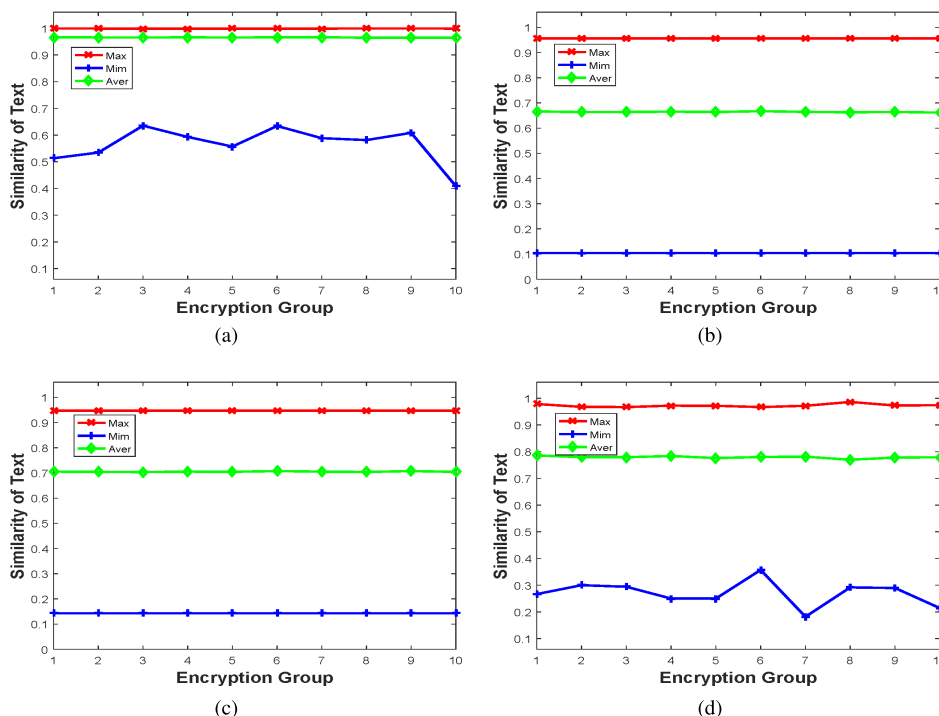 1
0.9
0.8
0.7
0.6
0.5
0.4
0.3
0.2
0.1
Similarity of Text
Max
Mim
Aver
1 2 3 4 5 6 7 8 9 10
Encryption Group
(a)
1
0.9
0.8
0.7
0.6
0.5
0.4
0.3
0.2
0.1
0
Similarity of Text
Max
Mim
Aver
1 2 3 4 5 6 7 8 9 1
Encryption Group
(b)
1
0.9
0.8
0.7
0.6
0.5
0.4
0.3
0.2
0.1
0
Similarity of Text
Max
Mim
Aver
1 2 3 4 5 6 7 8 9 10
Encryption Group
(c)
1
0.9
0.8
0.7
0.6
0.5
0.4
0.3
0.2
0.1
Similarity of Text
Max
Mim
Aver
1 2 3 4 5 6 7 8 9 1
Encryption Group
(d)